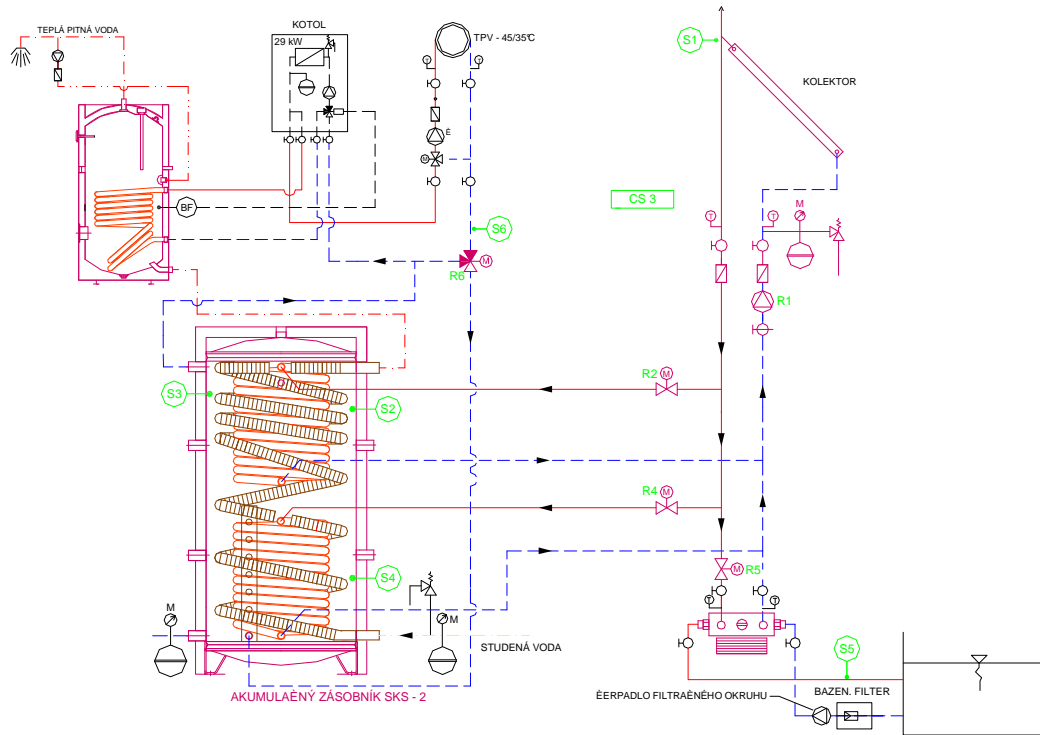 TEPLÁ PITNÁ VODA
KOTOL
29 kW
TPV - 45/35°C
T
T
S1
KOLEKTOR
È
M
BF
CS 3
S6
M
R6
T
T
M
R1
R2
M
S3
S2
R4
M
S4
M
R5
M
M
T
T
STUDENÁ VODA
S5
AKUMULAÈNÝ ZÁSOBNÍK SKS - 2
ÈERPADLO FILTRAÈNÉHO OKRUHU
BAZEN. FILTER